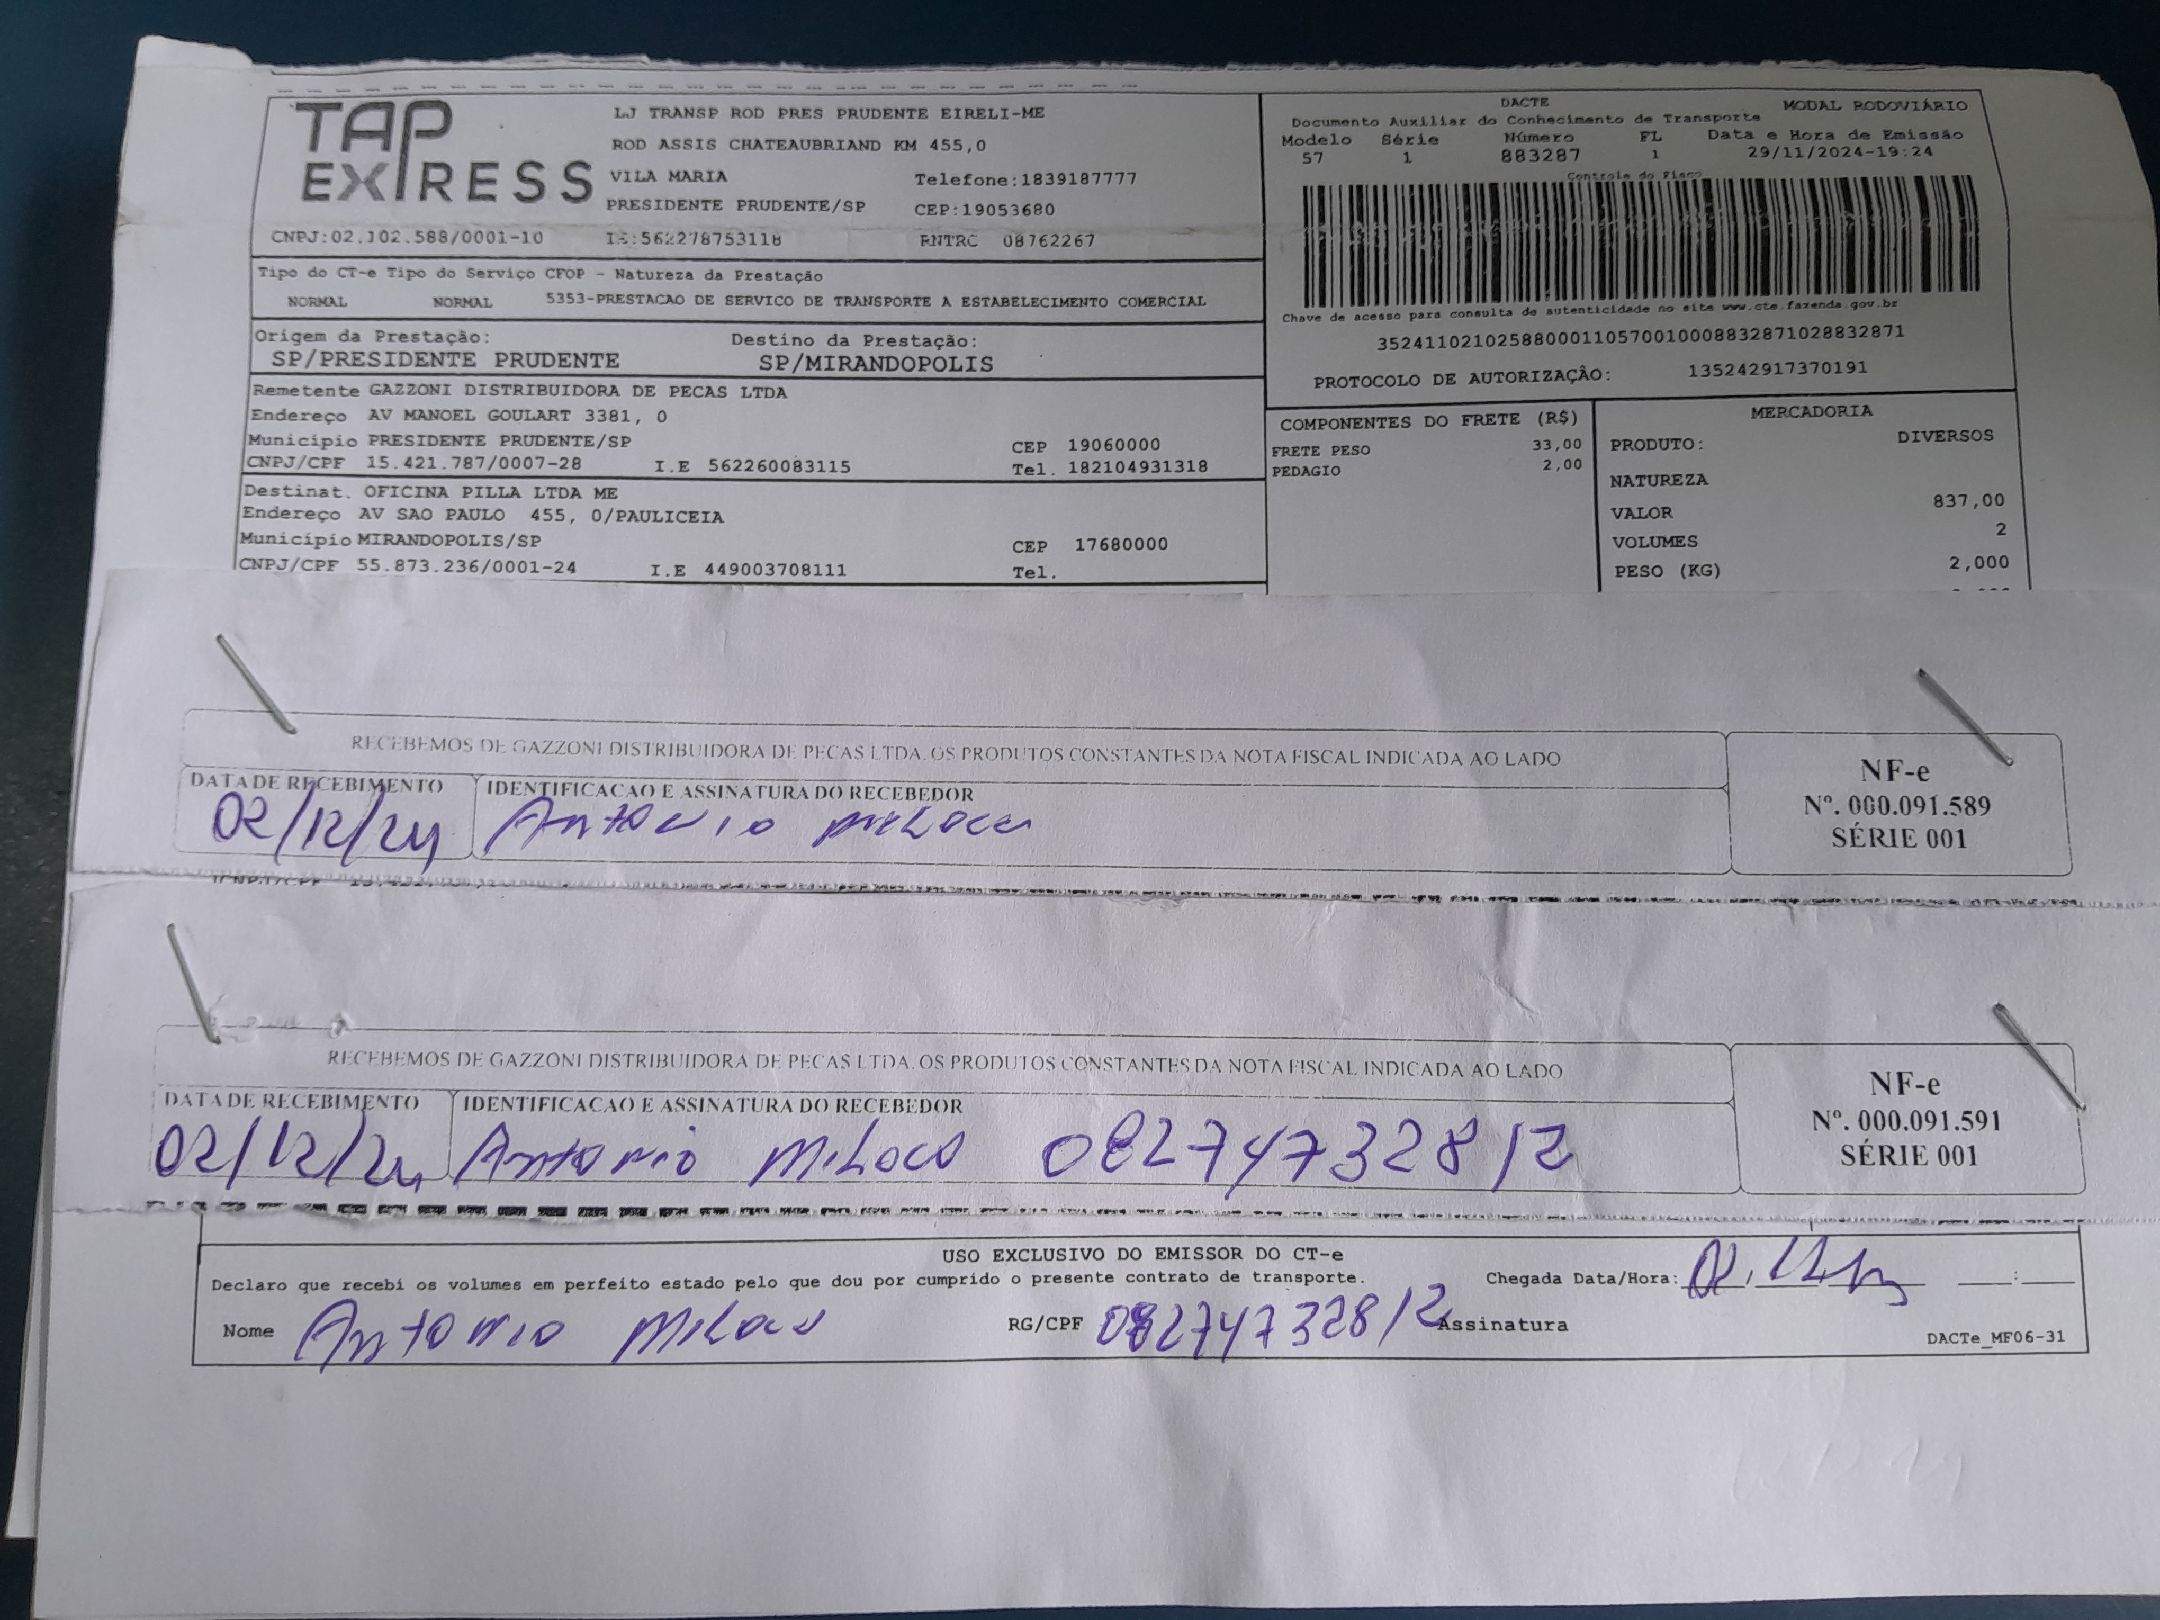 TAP
EXPRESS
LJ TRANSP ROD PRES PRUDENTE EIRELI-ME
ROD ASSIS CHATEAUBRIAND KM 455,0
VILA MARIA Telefone:1839187777
PRESIDENTE PRUDENTE/SP CEP:19053680
CNPJ:02.102.588/0001-10 IE:562278753118 RNTRC 08762267
DACTE MODAL RODOVIÁRIO
Documento Auxiliar do Conhecimento de Transporte
Modelo Série Número FL Data e Hora de Emissão
57 1 883287 1 29/11/2024-19:24
Controle do Fisco
Chave de acesso para consulta de autenticidade no site www.cte.fazenda.gov.br
35241102102588000110570010008832871028832871
PROTOCOLO DE AUTORIZAÇÃO: 135242917370191
Tipo do CT-e Tipo do Serviço CFOP - Natureza da Prestação
NORMAL NORMAL 5353-PRESTACAO DE SERVICO DE TRANSPORTE A ESTABELECIMENTO COMERCIAL
Origem da Prestação: Destino da Prestação:
SP/PRESIDENTE PRUDENTE SP/MIRANDOPOLIS
Remetente GAZZONI DISTRIBUIDORA DE PECAS LTDA
Endereço AV MANOEL GOULART 3381, 0
Município PRESIDENTE PRUDENTE/SP CEP 19060000
CNPJ/CPF 15.421.787/0007-28 I.E 562260083115 Tel. 182104931318
Destinat. OFICINA PILLA LTDA ME
Endereço AV SAO PAULO 455, 0/PAULICEIA
Município MIRANDOPOLIS/SP CEP 17680000
CNPJ/CPF 55.873.236/0001-24 I.E 449003708111 Tel.
COMPONENTES DO FRETE (R$)
FRETE PESO 33,00
PEDAGIO 2,00
MERCADORIA
PRODUTO: DIVERSOS
NATUREZA
VALOR 837,00
VOLUMES 2
PESO (KG) 2,000
RECEBEMOS DE GAZZONI DISTRIBUIDORA DE PECAS LTDA. OS PRODUTOS CONSTANTES DA NOTA FISCAL INDICADA AO LADO
DATA DE RECEBIMENTO IDENTIFICACAO E ASSINATURA DO RECEBEDOR
02/12/24 Antonio
NF-e
Nº. 000.091.589
SÉRIE 001
RECEBEMOS DE GAZZONI DISTRIBUIDORA DE PECAS LTDA. OS PRODUTOS CONSTANTES DA NOTA FISCAL INDICADA AO LADO
DATA DE RECEBIMENTO IDENTIFICACAO E ASSINATURA DO RECEBEDOR
02/12/24 Antonio 08274732812
NF-e
Nº. 000.091.591
SÉRIE 001
USO EXCLUSIVO DO EMISSOR DO CT-e
Declaro que recebi os volumes em perfeito estado pelo que dou por cumprido o presente contrato de transporte. Chegada Data/Hora:
Nome Antonio RG/CPF 08274732812 Assinatura
DACTe_MF06-31